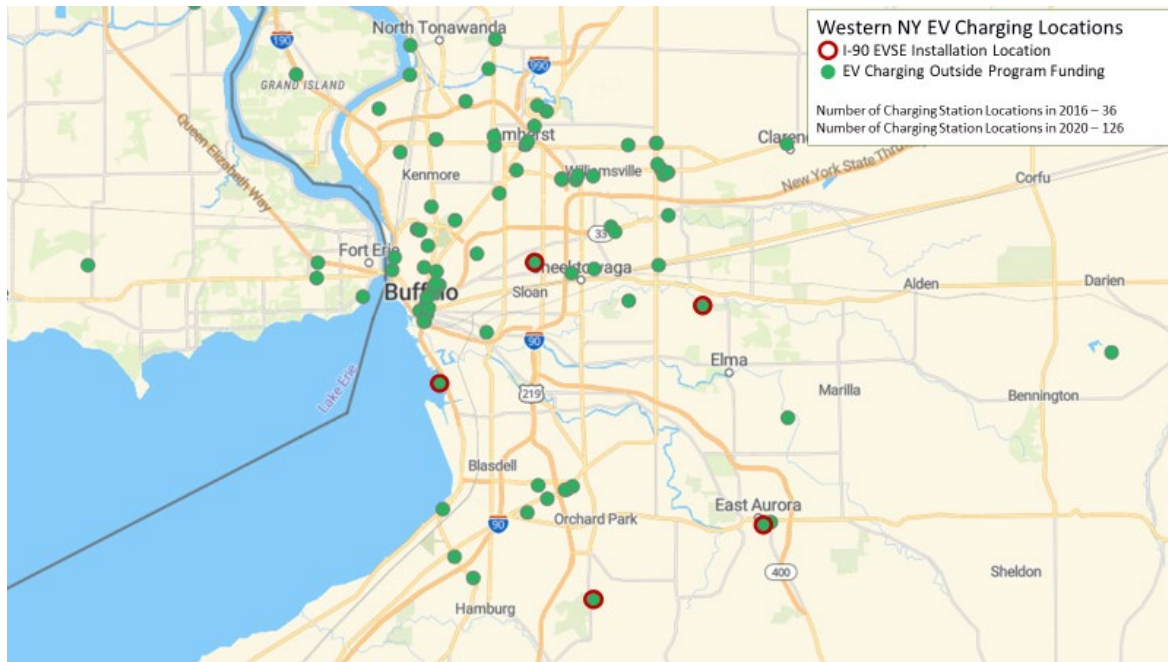 Western NY EV Charging Locations
I-90 EVSE Installation Location
EV Charging Outside Program Funding
Number of Charging Station Locations in 2016 – 36
Number of Charging Station Locations in 2020 – 126
North Tonawanda
190
990
GRAND ISLAND
Queen Elizabeth Way
Amherst
Clarenc
New York State Thru
Kenmore
Williamsville
Corfu
33
Fort Erie
Cheektowaga
Buffalo
Sloan
Alden
Darien
90
Elma
Lake Erie
219
Marilla
Bennington
Blasdell
East Aurora
Orchard Park
90
400
Sheldon
Hamburg